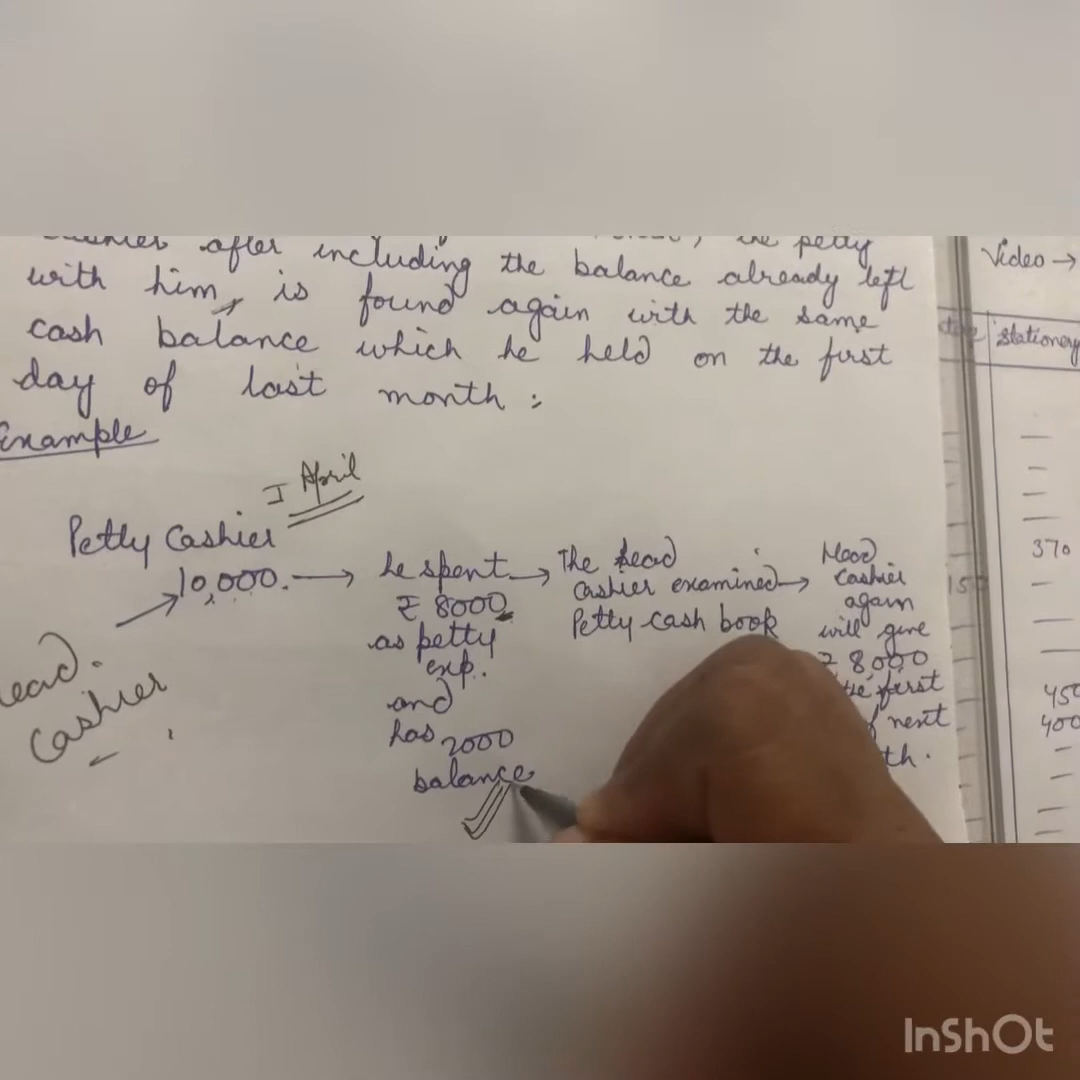 after including the balance already left
with him, is found again with the same
cash balance which he held on the first
day of last month :
Example
I April
Petty Cashier
10,000. →
Cashier
he spent →
₹ 8000
as petty
exp.
and
has 2000
balance
The Head
Cashier examined →
Petty cash book
Head
Cashier
again
will give
₹ 8,000
first
next
Video →
Stationery
370
150
450
400
InShOt